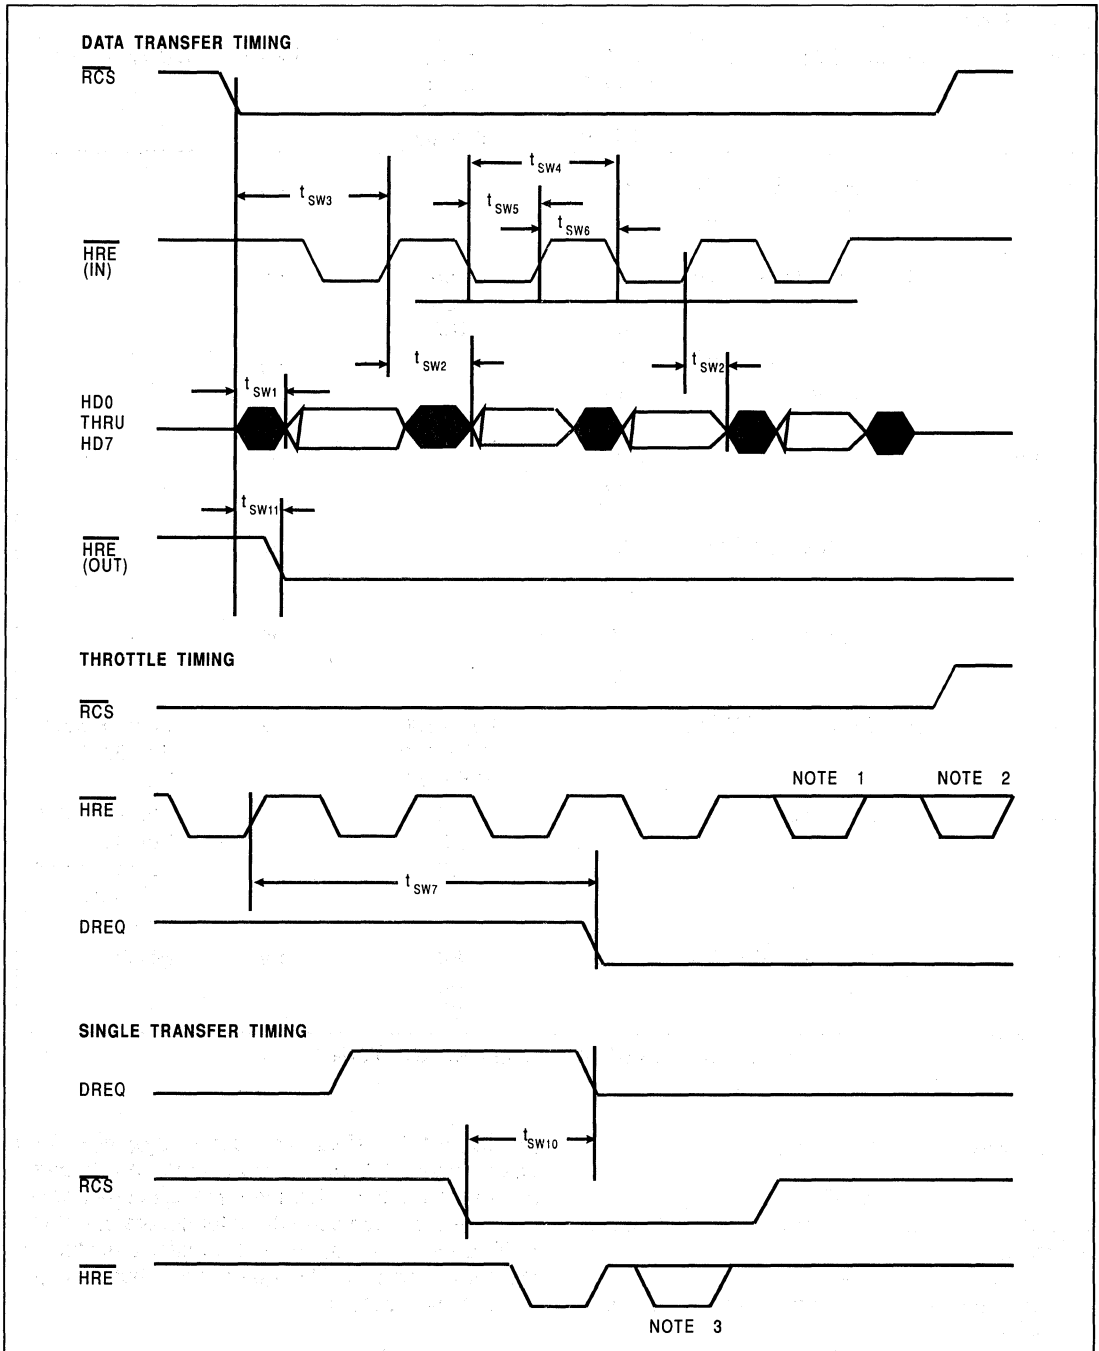 DATA TRANSFER TIMING
RCS
tSW4
tSW3
tSW5
tSW6
HRE
(IN)
tSW2
tSW2
tSW1
HD0
THRU
HD7
tSW11
HRE
(OUT)
THROTTLE TIMING
RCS
NOTE 1
NOTE 2
HRE
tSW7
DREQ
SINGLE TRANSFER TIMING
DREQ
tSW10
RCS
HRE
NOTE 3